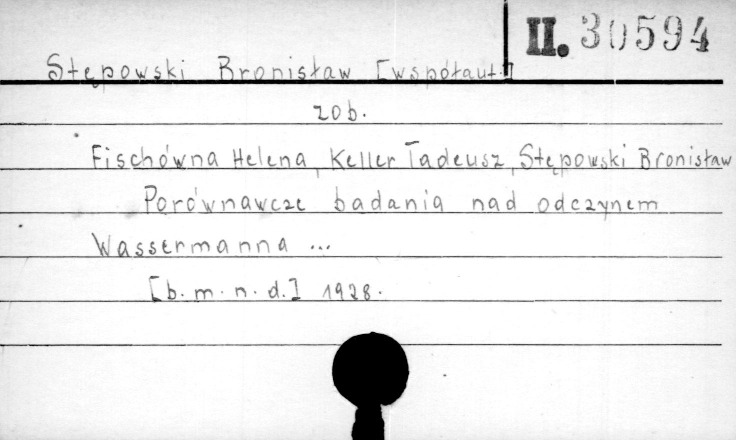 II. 30594
Stępowski Bronisław [współaut.]
zob.
Fischówna Helena, Keller Tadeusz, Stępowski Bronisław
Porównawcze badania nad odczynem
Wassermanna ...
[b. m. n. d.] 1928.